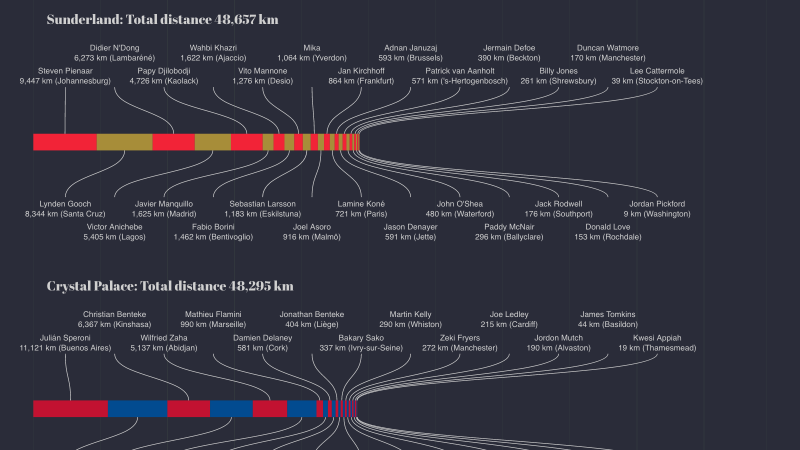 Sunderland: Total distance 48,657 km
Didier N'Dong
6,273 km (Lambaréné)
Wahbi Khazri
1,622 km (Ajaccio)
Mika
1,064 km (Yverdon)
Adnan Januzaj
593 km (Brussels)
Jermain Defoe
390 km (Beckton)
Duncan Watmore
170 km (Manchester)
Steven Pienaar
9,447 km (Johannesburg)
Papy Djilobodji
4,726 km (Kaolack)
Vito Mannone
1,276 km (Desio)
Jan Kirchhoff
864 km (Frankfurt)
Patrick van Aanholt
571 km ('s-Hertogenbosch)
Billy Jones
261 km (Shrewsbury)
Lee Cattermole
39 km (Stockton-on-Tees)
Lynden Gooch
8,344 km (Santa Cruz)
Javier Manquillo
1,625 km (Madrid)
Sebastian Larsson
1,183 km (Eskilstuna)
Lamine Koné
721 km (Paris)
John O'Shea
480 km (Waterford)
Jack Rodwell
176 km (Southport)
Jordan Pickford
9 km (Washington)
Victor Anichebe
5,405 km (Lagos)
Fabio Borini
1,462 km (Bentivoglio)
Joel Asoro
916 km (Malmö)
Jason Denayer
591 km (Jette)
Paddy McNair
296 km (Ballyclare)
Donald Love
153 km (Rochdale)
Crystal Palace: Total distance 48,295 km
Christian Benteke
6,367 km (Kinshasa)
Mathieu Flamini
990 km (Marseille)
Jonathan Benteke
404 km (Liège)
Martin Kelly
290 km (Whiston)
Joe Ledley
215 km (Cardiff)
James Tomkins
44 km (Basildon)
Julián Speroni
11,121 km (Buenos Aires)
Wilfried Zaha
5,137 km (Abidjan)
Damien Delaney
581 km (Cork)
Bakary Sako
337 km (Ivry-sur-Seine)
Zeki Fryers
272 km (Manchester)
Jordon Mutch
190 km (Alvaston)
Kwesi Appiah
19 km (Thamesmead)